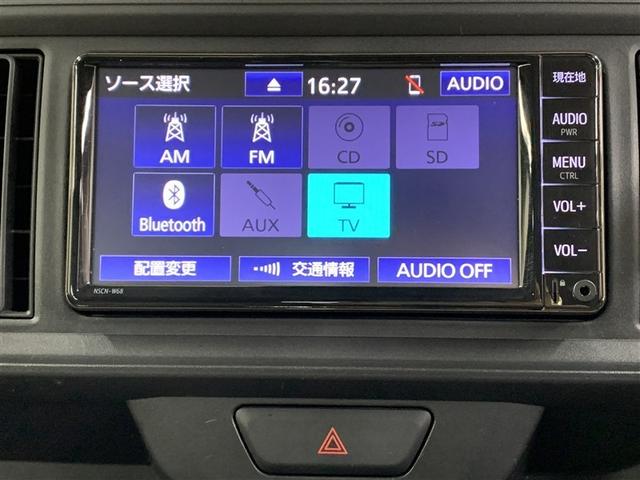 ソース選択
16:27
AUDIO
AM
FM
CD
SD
Bluetooth
AUX
TV
配置変更
交通情報
AUDIO OFF
現在地
AUDIO
PWR
MENU
CTRL
VOL+
VOL−
NSCN-W68